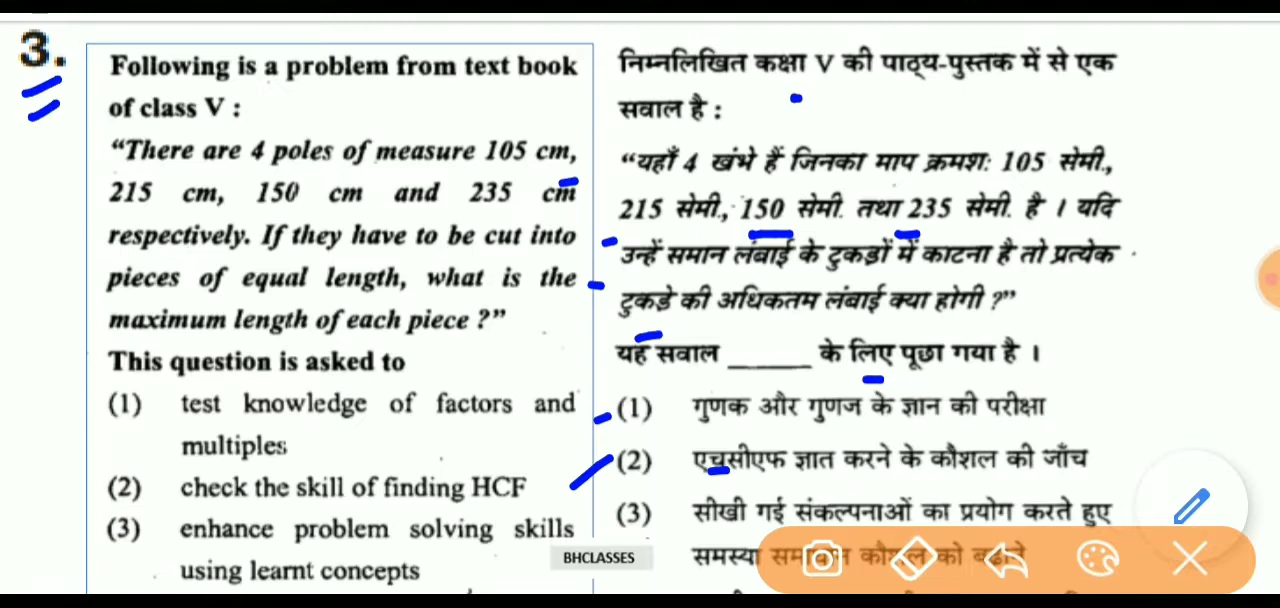 3.
Following is a problem from text book
of class V :
“There are 4 poles of measure 105 cm,
215 cm, 150 cm and 235 cm
respectively. If they have to be cut into
pieces of equal length, what is the
maximum length of each piece ?”
This question is asked to
(1) test knowledge of factors and
multiples
(2) check the skill of finding HCF
(3) enhance problem solving skills
using learnt concepts
निम्नलिखित कक्षा V की पाठ्य-पुस्तक में से एक
सवाल है :
“यहाँ 4 खंभे हैं जिनका माप क्रमश: 105 सेमी.,
215 सेमी., 150 सेमी. तथा 235 सेमी. है । यदि
उन्हें समान लंबाई के टुकड़ों में काटना है तो प्रत्येक
टुकड़े की अधिकतम लंबाई क्या होगी ?”
यह सवाल ______ के लिए पूछा गया है ।
(1) गुणक और गुणज के ज्ञान की परीक्षा
(2) एचसीएफ ज्ञात करने के कौशल की जाँच
(3) सीखी गई संकल्पनाओं का प्रयोग करते हुए
समस्या समाधान कौशल को बढ़ाने
BHCLASSES